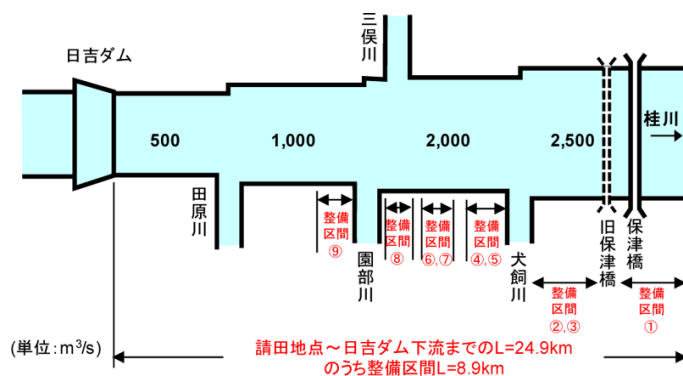 三俣川
日吉ダム
桂川
500
1,000
2,000
2,500
田原川
整備
区間
⑨
園部川
整備
区間
⑧
整備
区間
⑥,⑦
整備
区間
④,⑤
犬飼川
整備
区間
②,③
旧保津橋
保津橋
整備
区間
①
(単位:m³/s)
請田地点～日吉ダム下流までのL=24.9km
のうち整備区間L=8.9km